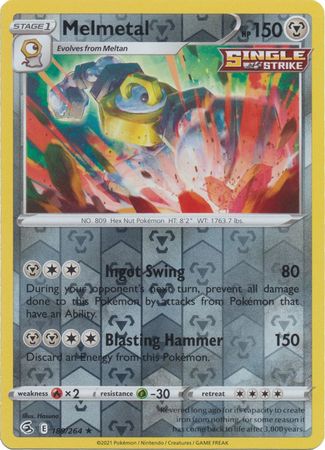 STAGE 1
Melmetal
HP 150
Evolves from Meltan
SINGLE
STRIKE
NO. 809 Hex Nut Pokémon HT: 8'2" WT: 1763.7 lbs.
Ingot Swing 80
During your opponent's next turn, prevent all damage
done to this Pokémon by attacks from Pokémon that
have an Ability.
Blasting Hammer 150
Discard an Energy from this Pokémon.
weakness ×2 resistance -30 retreat
Illus. Hasuno
F E 188/264 ★
Revered long ago for its capacity to create
iron from nothing, for some reason it
has come back to life after 3,000 years.
©2021 Pokémon / Nintendo / Creatures / GAME FREAK